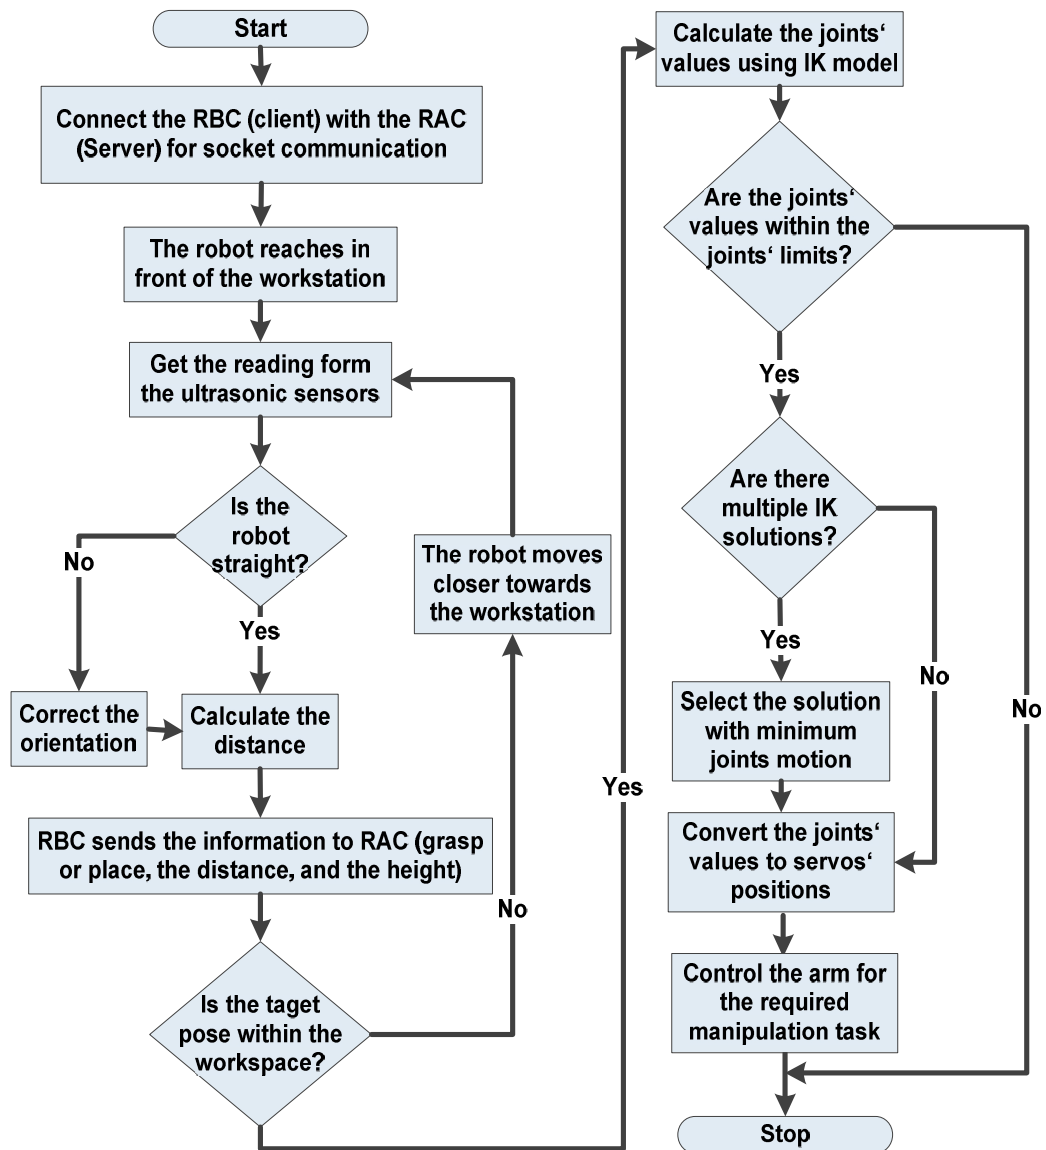 Start
Connect the RBC (client) with the RAC
(Server) for socket communication
The robot reaches in
front of the workstation
Get the reading form
the ultrasonic sensors
Is the
robot
straight?
No
Yes
Correct the
orientation
Calculate the
distance
RBC sends the information to RAC (grasp
or place, the distance, and the height)
Is the taget
pose within the
workspace?
No
The robot moves
closer towards
the workstation
Yes
Calculate the joints‘
values using IK model
Are the joints‘
values within the
joints‘ limits?
Yes
No
Are there
multiple IK
solutions?
Yes
No
Select the solution
with minimum
joints motion
Convert the joints‘
values to servos‘
positions
Control the arm for
the required
manipulation task
Stop